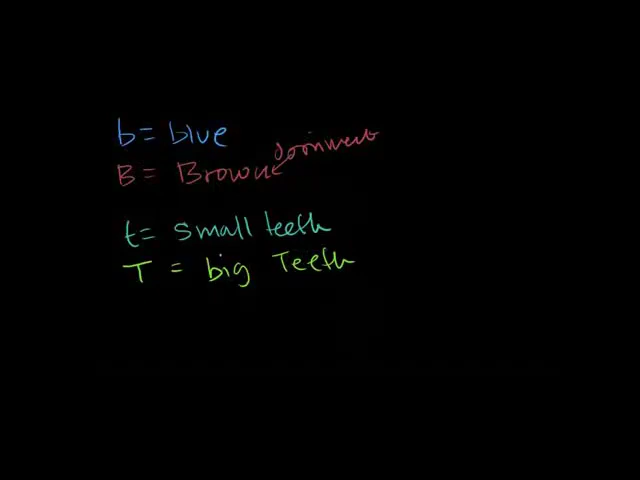 b = blue
B = Brown dominant
t = small teeth
T = big Teeth